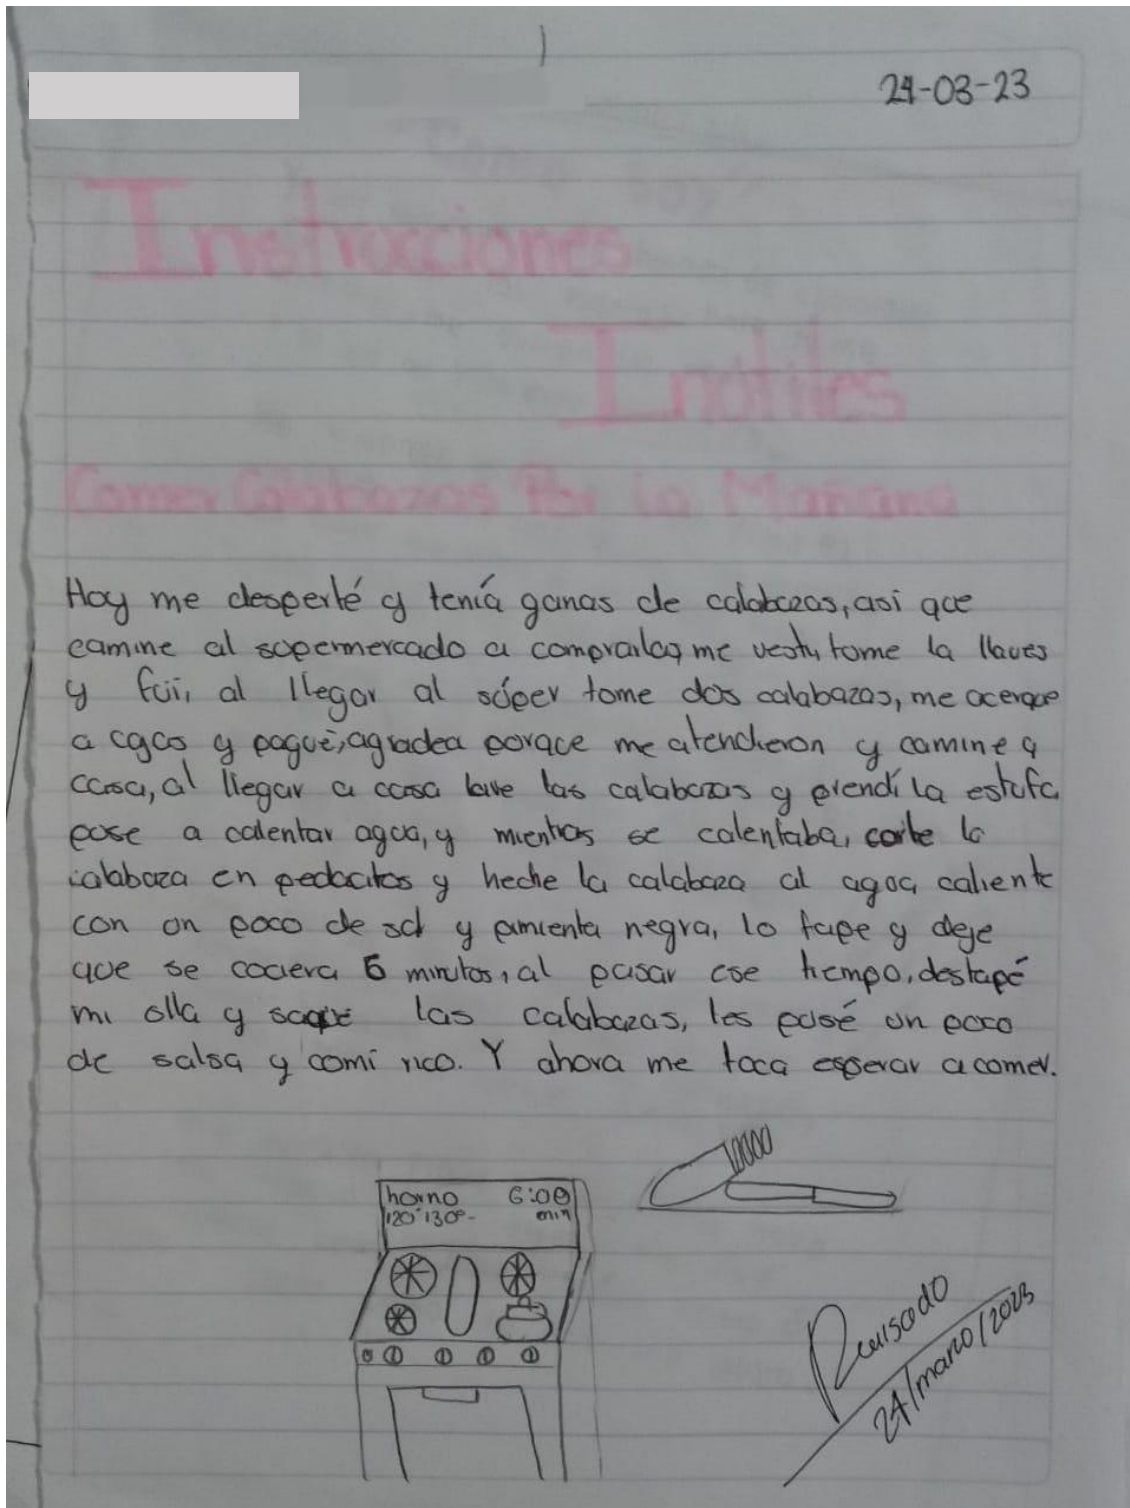 24-03-23
Instrucciones
Inútiles
Comer Calabazas Por la Mañana
Hoy me desperté y tenía ganas de calabazas, asi que
camine al supermercado a comprarlas, me vestí, tome la llaves
y fui, al llegar al súper tome dos calabazas, me acerque
a cajas y pagué, agradecí porque me atendieron y camine a
casa, al llegar a casa lave las calabazas y prendí la estufa
puse a calentar agua, y mientras se calentaba, corte la
calabaza en pedacitos y heche la calabaza al agua caliente
con un poco de sal y pimienta negra, lo tape y deje
que se cociera 6 minutos, al pasar ese tiempo, destapé
mi olla y saque las calabazas, les pusé un poco
de salsa y comí rico. Y ahora me toca esperar a comer.
horno 6:00
120° 130°- min
Revisado
24/marzo/2023